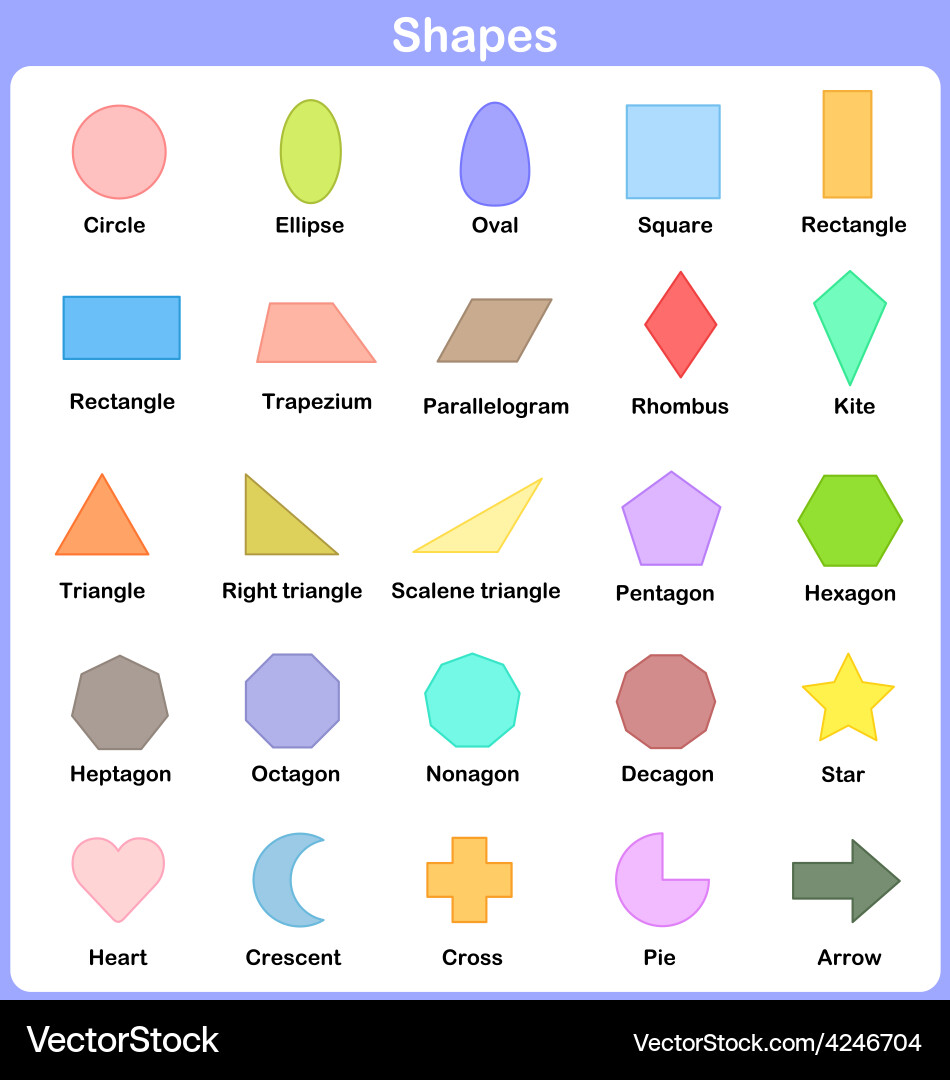 Shapes
Circle
Ellipse
Oval
Square
Rectangle
Rectangle
Trapezium
Parallelogram
Rhombus
Kite
Triangle
Right triangle
Scalene triangle
Pentagon
Hexagon
Heptagon
Octagon
Nonagon
Decagon
Star
Heart
Crescent
Cross
Pie
Arrow
VectorStock
VectorStock.com/4246704